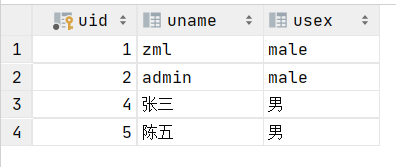 uid uname usex
1 1 zml male
2 2 admin male
3 4 张三 男
4 5 陈五 男